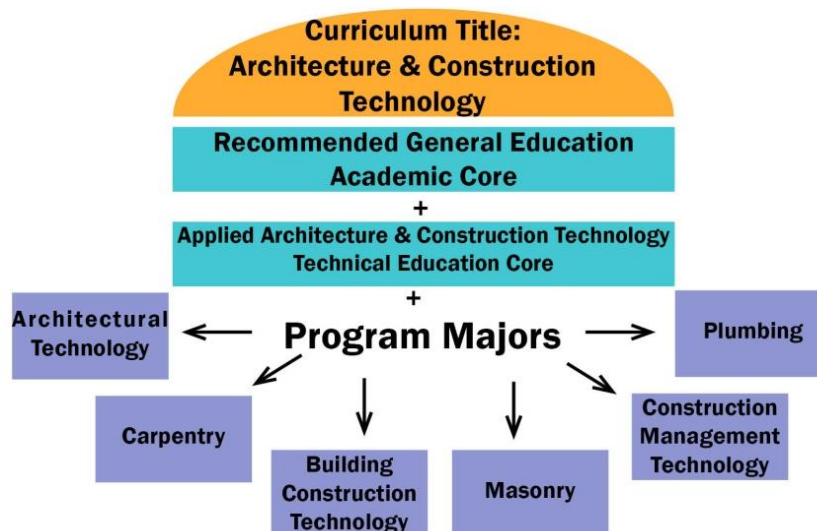 Curriculum Title:
Architecture & Construction
Technology
Recommended General Education
Academic Core
+
Applied Architecture & Construction Technology
Technical Education Core
+
Program Majors
Architectural
Technology
Carpentry
Building
Construction
Technology
Masonry
Construction
Management
Technology
Plumbing